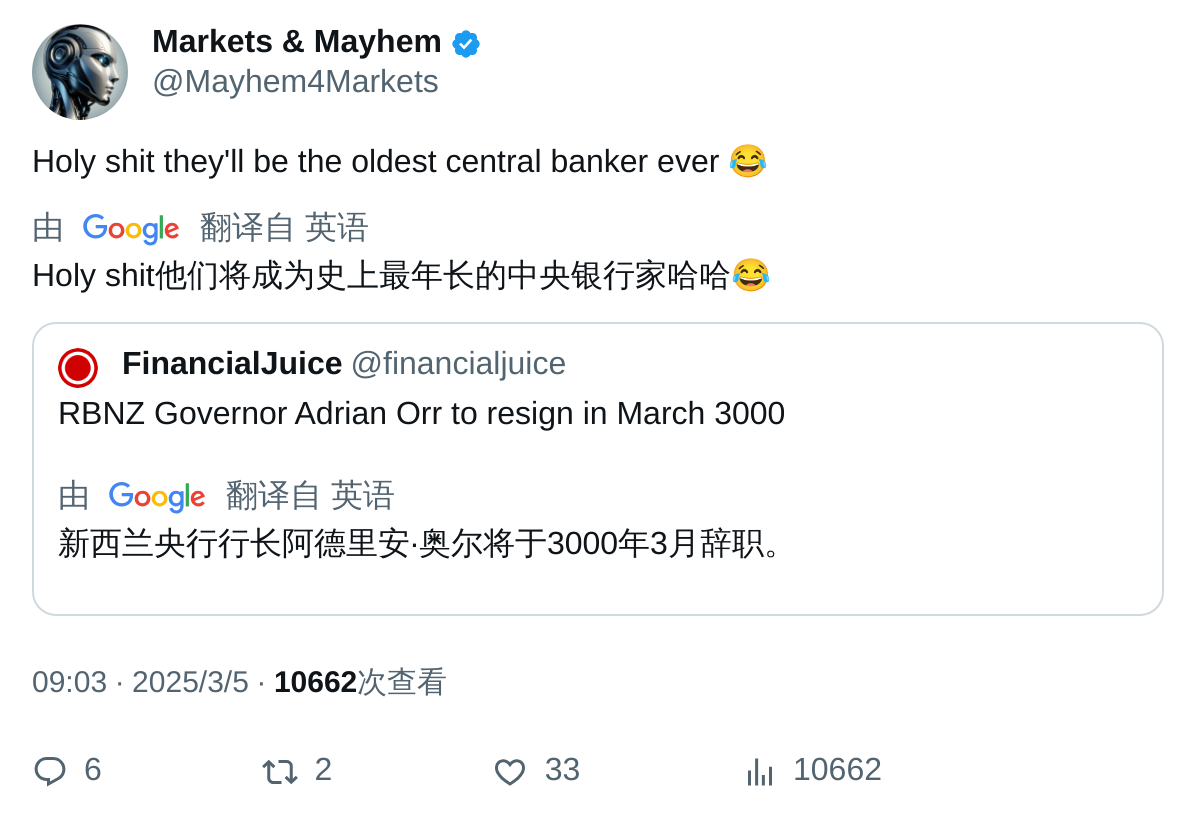 Markets & Mayhem
@Mayhem4Markets
Holy shit they'll be the oldest central banker ever 😂
由 Google 翻译自 英语
Holy shit他们将成为史上最年长的中央银行家哈哈😂
FinancialJuice @financialjuice
RBNZ Governor Adrian Orr to resign in March 3000
由 Google 翻译自 英语
新西兰央行行长阿德里安·奥尔将于3000年3月辞职。
09:03 · 2025/3/5 · 10662次查看
6 2 33 10662